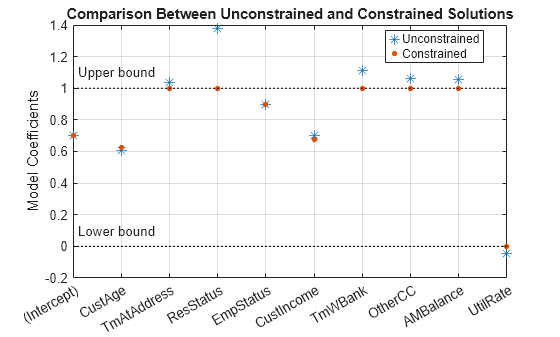 Comparison Between Unconstrained and Constrained Solutions
1.4
1.2
1
0.8
0.6
0.4
0.2
0
-0.2
Model Coefficients
Unconstrained
Constrained
Upper bound
Lower bound
(Intercept)
CustAge
TmAtAddress
ResStatus
EmpStatus
CustIncome
TmWBank
OtherCC
AMBalance
UtilRate